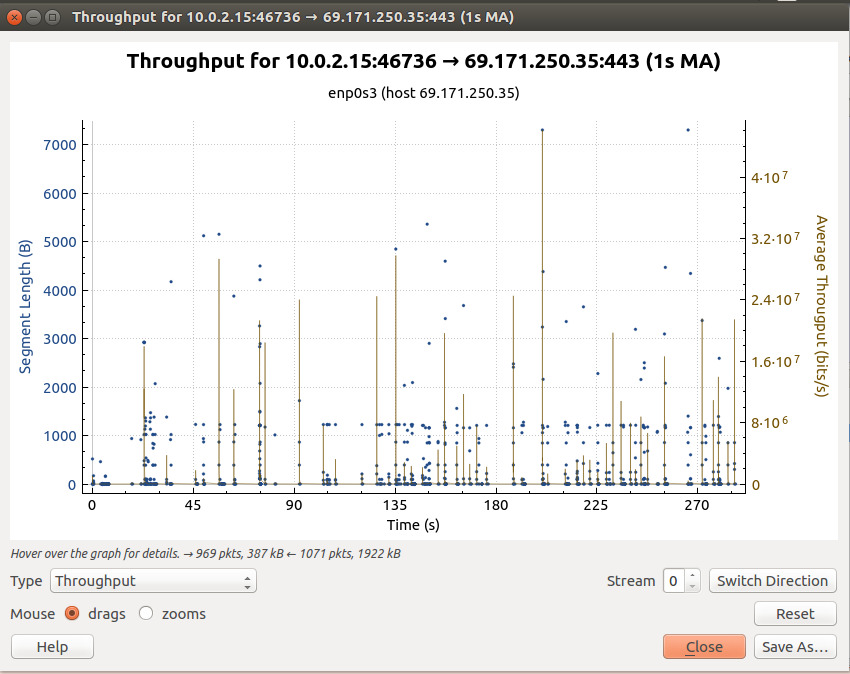 Throughput for 10.0.2.15:46736 → 69.171.250.35:443 (1s MA)
Throughput for 10.0.2.15:46736 → 69.171.250.35:443 (1s MA)
enp0s3 (host 69.171.250.35)
Segment Length (B)
7000
6000
5000
4000
3000
2000
1000
0
4·10⁷
3.2·10⁷
2.4·10⁷
1.6·10⁷
8·10⁶
0
Average Througput (bits/s)
0 45 90 135 180 225 270
Time (s)
Hover over the graph for details. → 969 pkts, 387 kB ← 1071 pkts, 1922 kB
Type Throughput Stream 0 Switch Direction
Mouse drags zooms Reset
Help Close Save As...